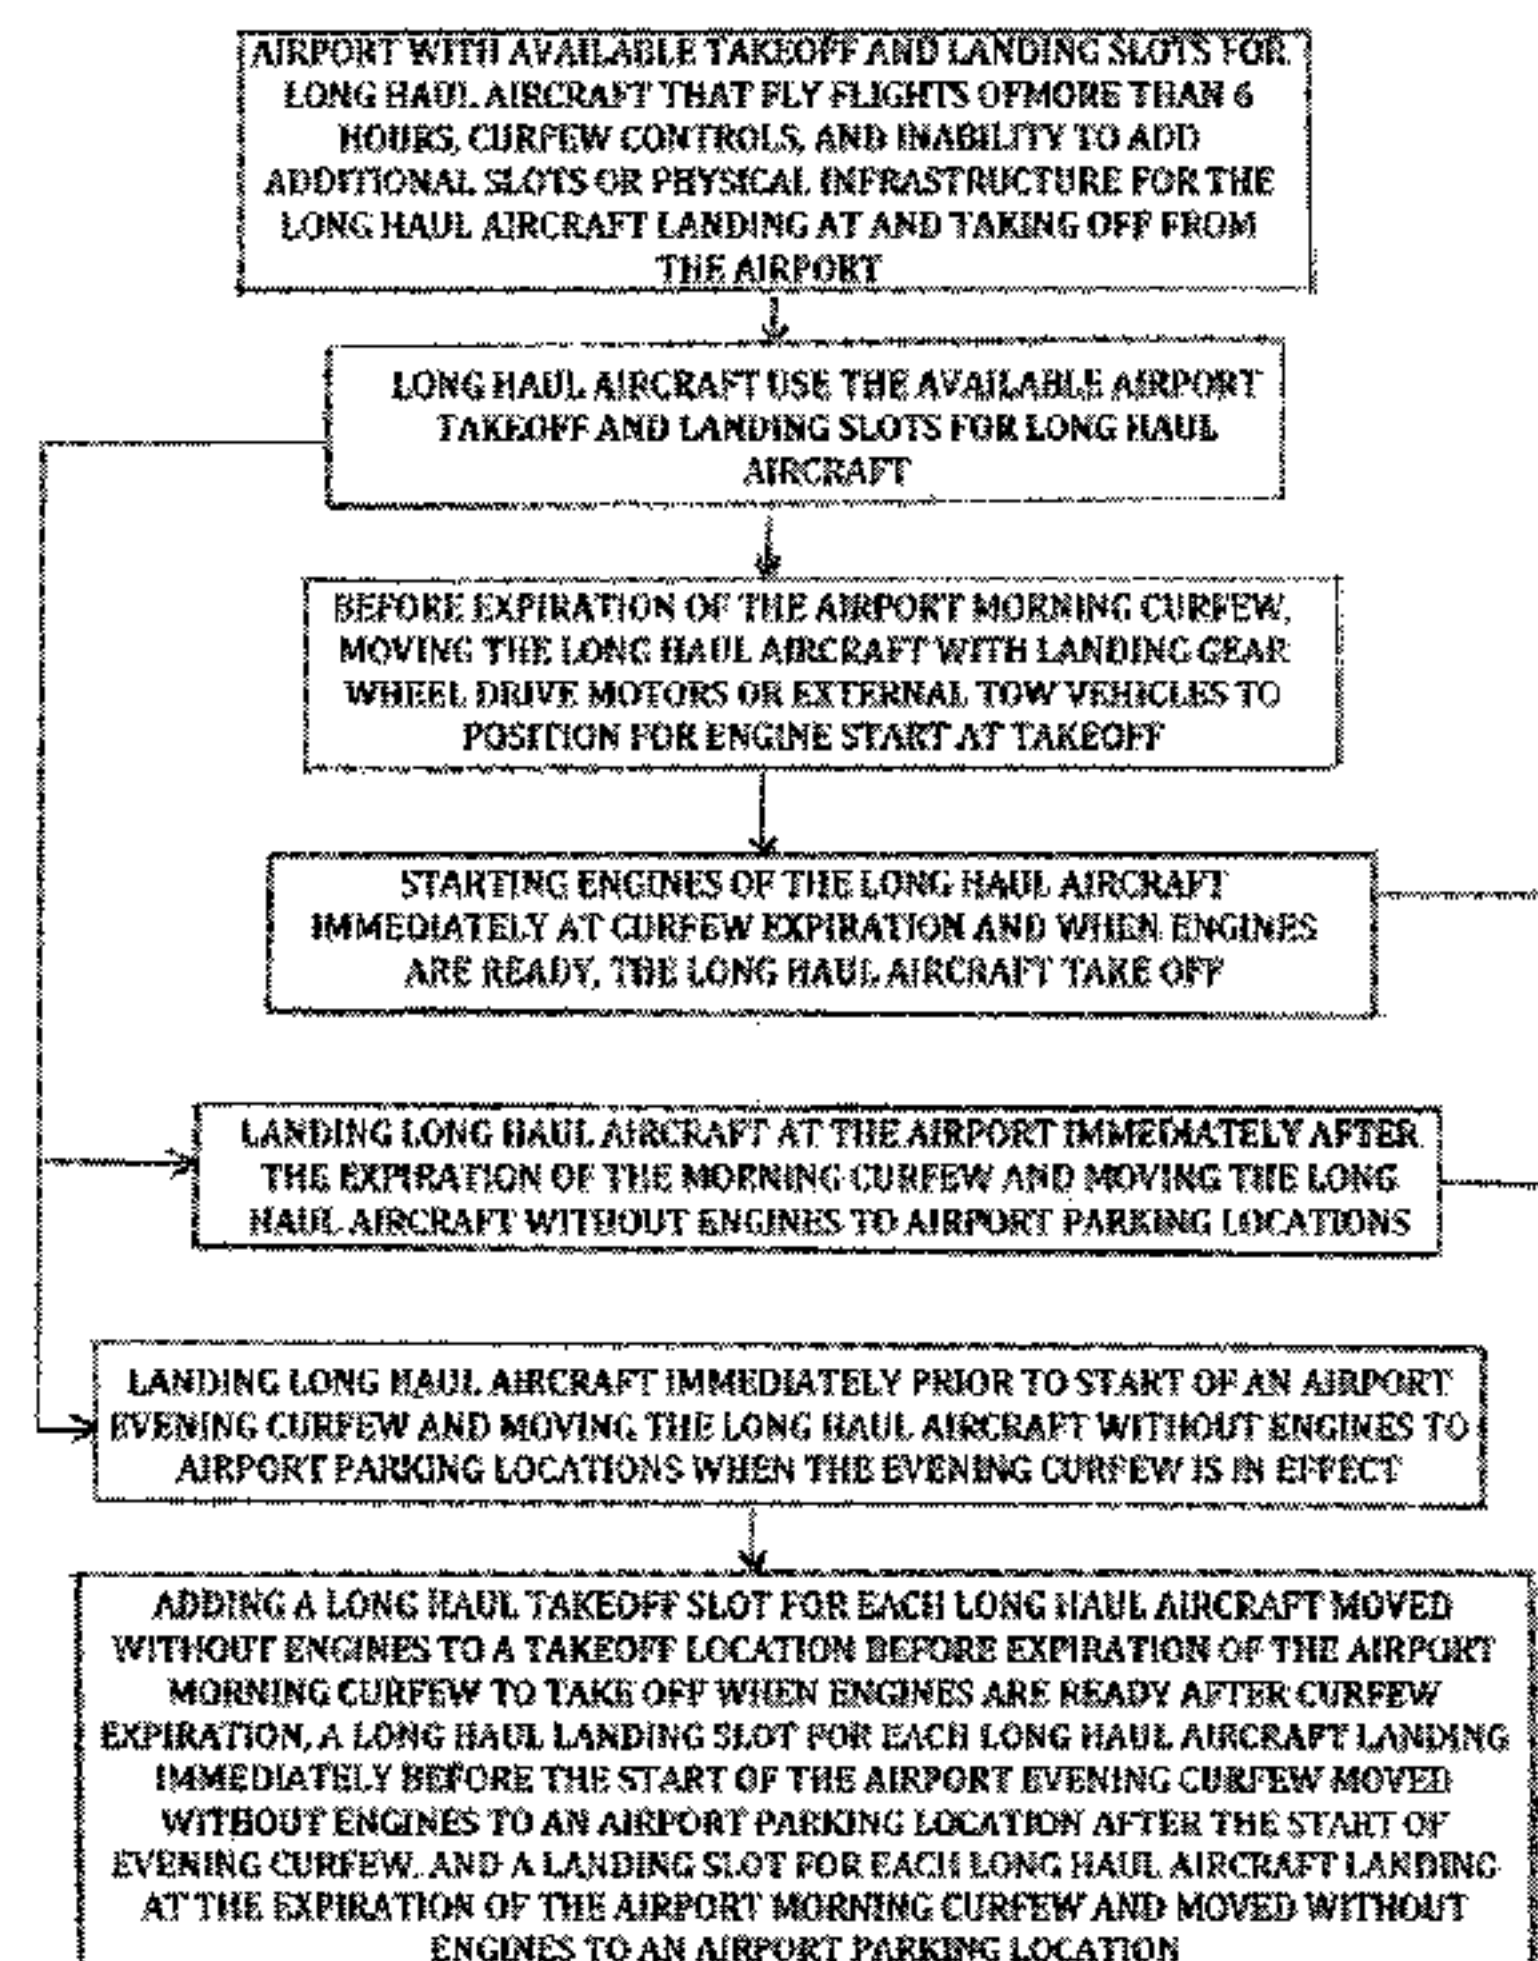 AIRPORT WITH AVAILABLE TAKEOFF AND LANDING SLOTS FOR
LONG HAUL AIRCRAFT THAT FLY FLIGHTS OFMORE THAN 6
HOURS, CURFEW CONTROLS, AND INABILITY TO ADD
ADDITIONAL SLOTS OR PHYSICAL INFRASTRUCTURE FOR THE
LONG HAUL AIRCRAFT LANDING AT AND TAKING OFF FROM
THE AIRPORT
LONG HAUL AIRCRAFT USE THE AVAILABLE AIRPORT
TAKEOFF AND LANDING SLOTS FOR LONG HAUL
AIRCRAFT
BEFORE EXPIRATION OF THE AIRPORT MORNING CURFEW,
MOVING THE LONG HAUL AIRCRAFT WITH LANDING GEAR
WHEEL DRIVE MOTORS OR EXTERNAL TOW VEHICLES TO
POSITION FOR ENGINE START AT TAKEOFF
STARTING ENGINES OF THE LONG HAUL AIRCRAFT
IMMEDIATELY AT CURFEW EXPIRATION AND WHEN ENGINES
ARE READY, THE LONG HAUL AIRCRAFT TAKE OFF
LANDING LONG HAUL AIRCRAFT AT THE AIRPORT IMMEDIATELY AFTER
THE EXPIRATION OF THE MORNING CURFEW AND MOVING THE LONG
HAUL AIRCRAFT WITHOUT ENGINES TO AIRPORT PARKING LOCATIONS
LANDING LONG HAUL AIRCRAFT IMMEDIATELY PRIOR TO START OF AN AIRPORT
EVENING CURFEW AND MOVING THE LONG HAUL AIRCRAFT WITHOUT ENGINES TO
AIRPORT PARKING LOCATIONS WHEN THE EVENING CURFEW IS IN EFFECT
ADDING A LONG HAUL TAKEOFF SLOT FOR EACH LONG HAUL AIRCRAFT MOVED
WITHOUT ENGINES TO A TAKEOFF LOCATION BEFORE EXPIRATION OF THE AIRPORT
MORNING CURFEW TO TAKE OFF WHEN ENGINES ARE READY AFTER CURFEW
EXPIRATION, A LONG HAUL LANDING SLOT FOR EACH LONG HAUL AIRCRAFT LANDING
IMMEDIATELY BEFORE THE START OF THE AIRPORT EVENING CURFEW MOVED
WITHOUT ENGINES TO AN AIRPORT PARKING LOCATION AFTER THE START OF
EVENING CURFEW, AND A LANDING SLOT FOR EACH LONG HAUL AIRCRAFT LANDING
AT THE EXPIRATION OF THE AIRPORT MORNING CURFEW AND MOVED WITHOUT
ENGINES TO AN AIRPORT PARKING LOCATION